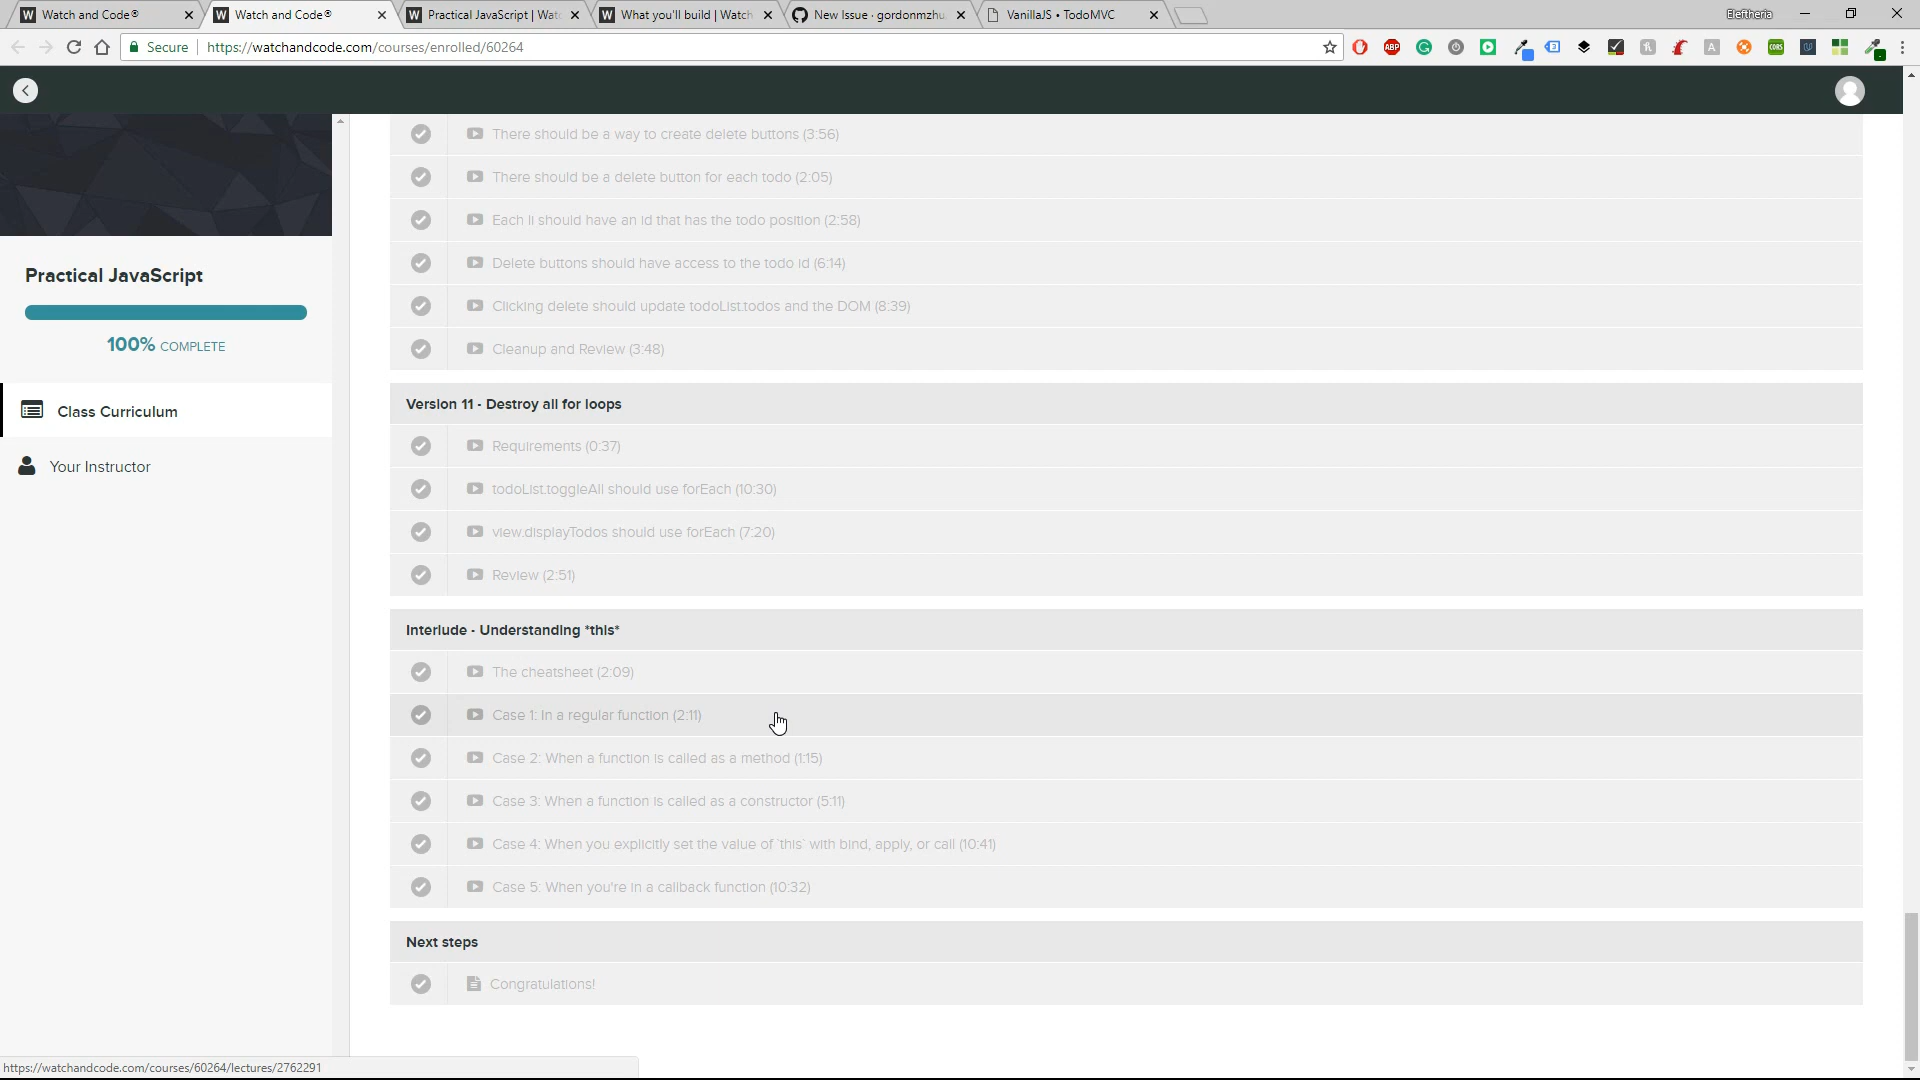 Watch and Code®
Watch and Code®
Practical JavaScript | Watc
What you'll build | Watch
New Issue · gordonmzhu
VanillaJS • TodoMVC
Eleftheria
Secure
https://watchandcode.com/courses/enrolled/60264
There should be a way to create delete buttons (3:56)
There should be a delete button for each todo (2:05)
Each li should have an id that has the todo position (2:58)
Delete buttons should have access to the todo id (6:14)
Clicking delete should update todoList.todos and the DOM (8:39)
Cleanup and Review (3:48)
Practical JavaScript
100% COMPLETE
Class Curriculum
Your Instructor
Version 11 - Destroy all for loops
Requirements (0:37)
todoList.toggleAll should use forEach (10:30)
view.displayTodos should use forEach (7:20)
Review (2:51)
Interlude - Understanding *this*
The cheatsheet (2:09)
Case 1: In a regular function (2:11)
Case 2: When a function is called as a method (1:15)
Case 3: When a function is called as a constructor (5:11)
Case 4: When you explicitly set the value of `this` with bind, apply, or call (10:41)
Case 5: When you're in a callback function (10:32)
Next steps
Congratulations!
https://watchandcode.com/courses/60264/lectures/2762291